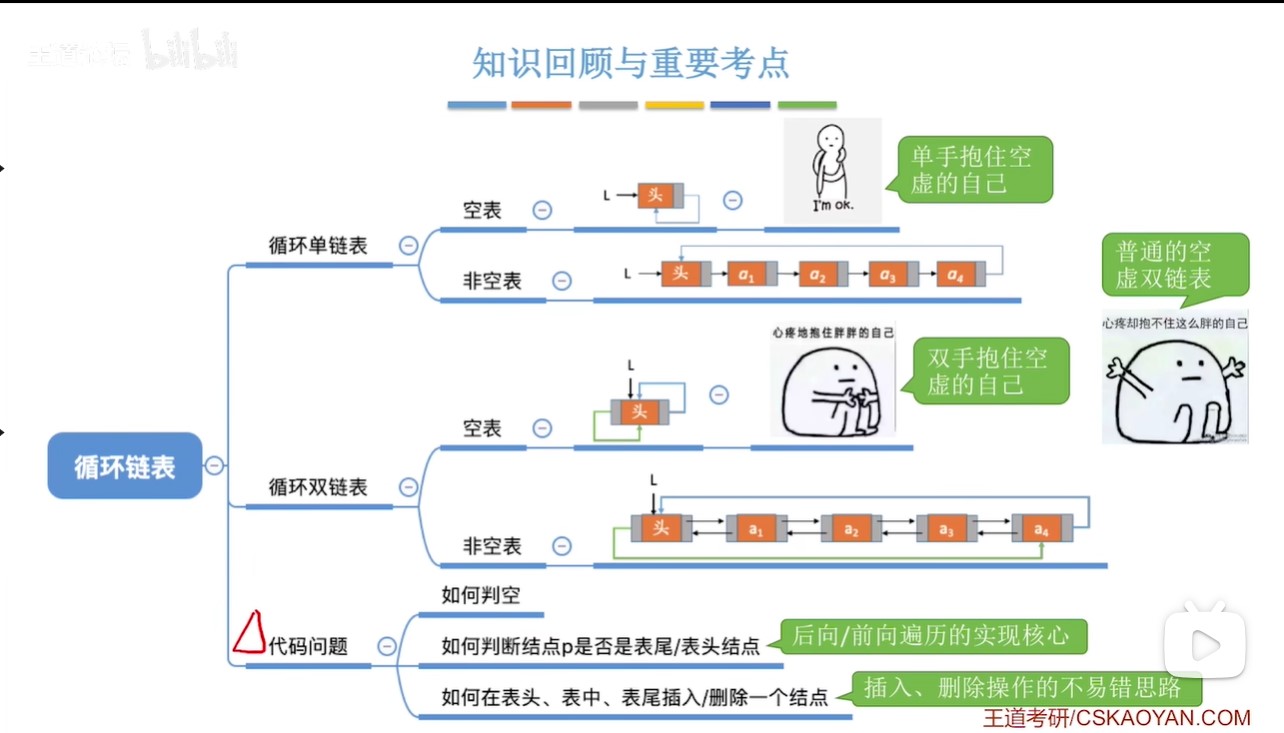 王道论坛 bilibili
知识回顾与重要考点
单手抱住空
虚的自己
I'm ok.
L
头
空表
循环单链表
非空表
L
头
a1
a2
a3
a4
普通的空
虚双链表
心疼却抱不住这么胖的自己
心疼地抱住胖胖的自己
双手抱住空
虚的自己
L
头
空表
循环链表
循环双链表
L
头
a1
a2
a3
a4
非空表
代码问题
如何判空
如何判断结点p是否是表尾/表头结点
后向/前向遍历的实现核心
如何在表头、表中、表尾插入/删除一个结点
插入、删除操作的不易错思路
王道考研/CSKAOYAN.COM